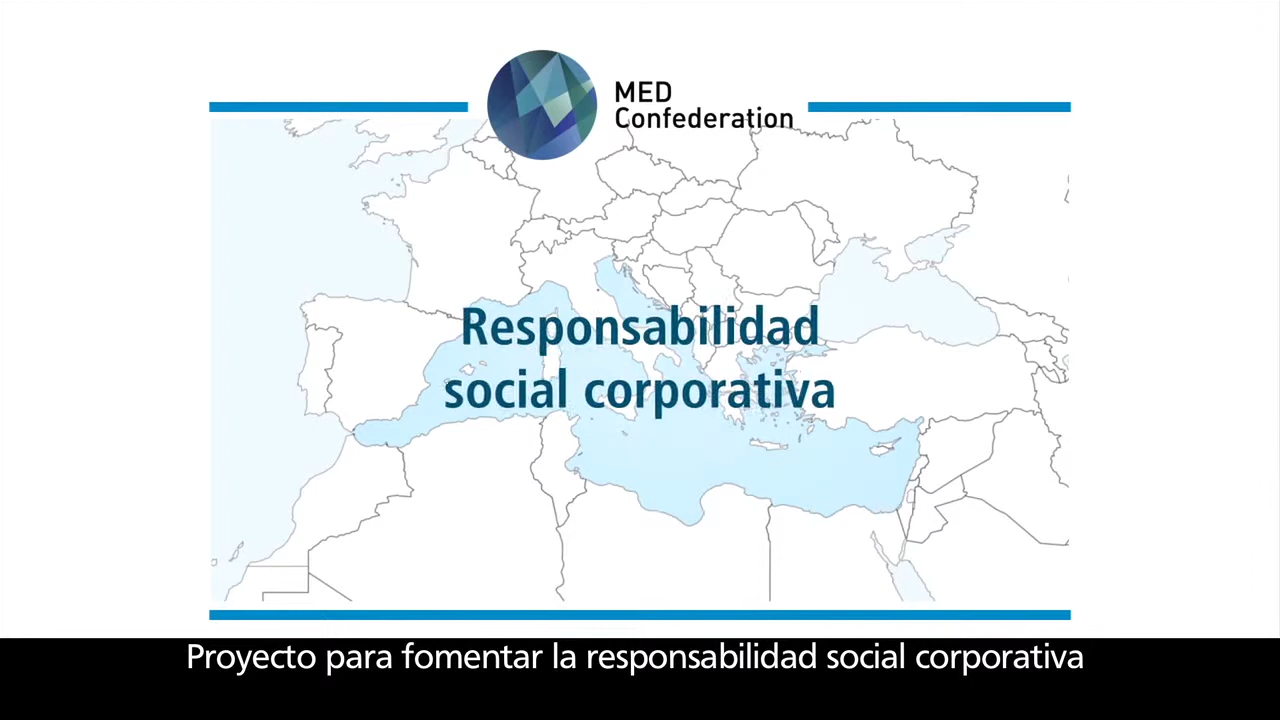 MED
Confederation
Responsabilidad
social corporativa
Proyecto para fomentar la responsabilidad social corporativa